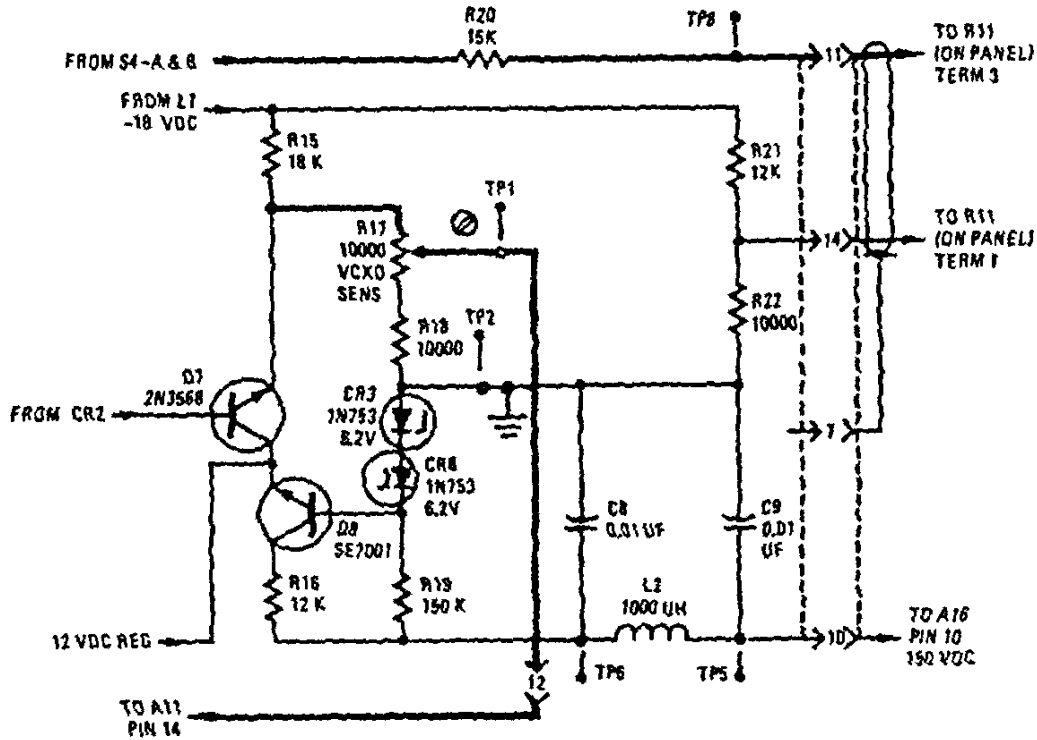 R20
15K
TP8
FROM S4-A & B
11
TO R11
(ON PANEL)
TERM 3
FROM L1
-18 VDC
R15
18 K
R21
12K
TP1
R17
10000
VCXO
SENS
14
TO R11
(ON PANEL)
TERM 1
R18
10000
TP2
R22
10000
Q7
2N3568
FROM CR2
CR3
1N753
6.2V
7
CR6
1N753
6.2V
Q8
SE7001
C8
0.01 UF
C9
0.01
UF
R16
12 K
R19
150 K
L2
1000 UH
12 VDC REG
10
TO A16
PIN 10
150 VDC
TP6
TP5
12
TO A11
PIN 14